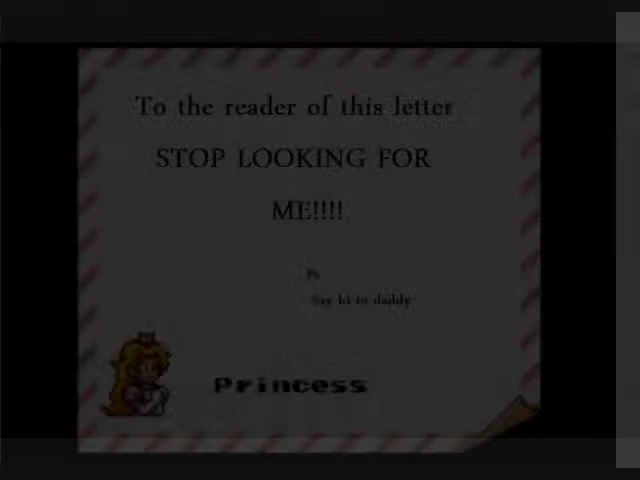 To the reader of this letter
STOP LOOKING FOR
ME!!!!
Ps
Say hi to daddy
Princess